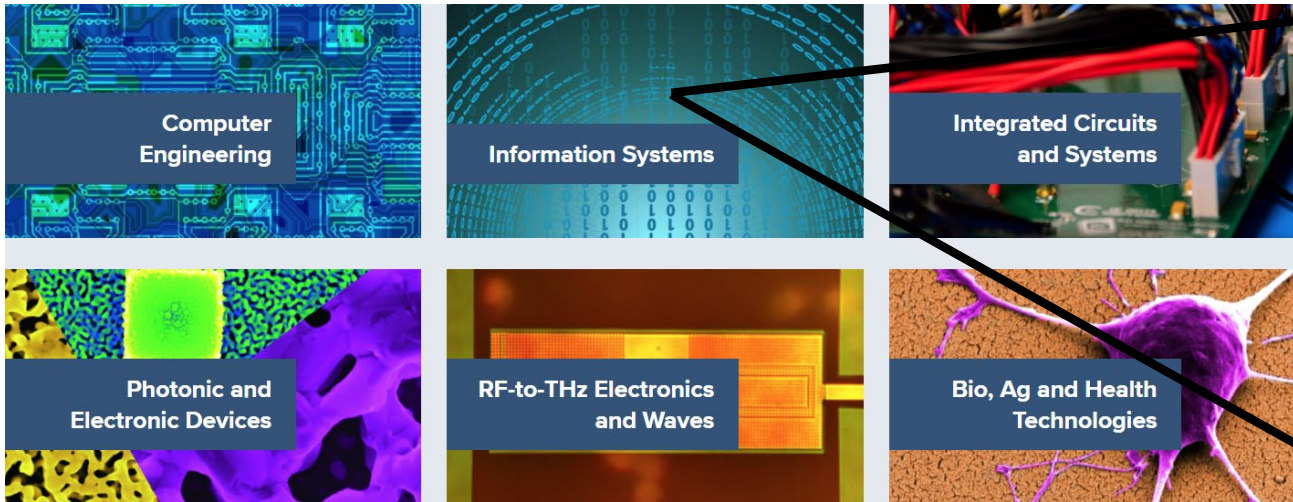 Computer
Engineering
Information Systems
Integrated Circuits
and Systems
Photonic and
Electronic Devices
RF-to-THz Electronics
and Waves
Bio, Ag and Health
Technologies